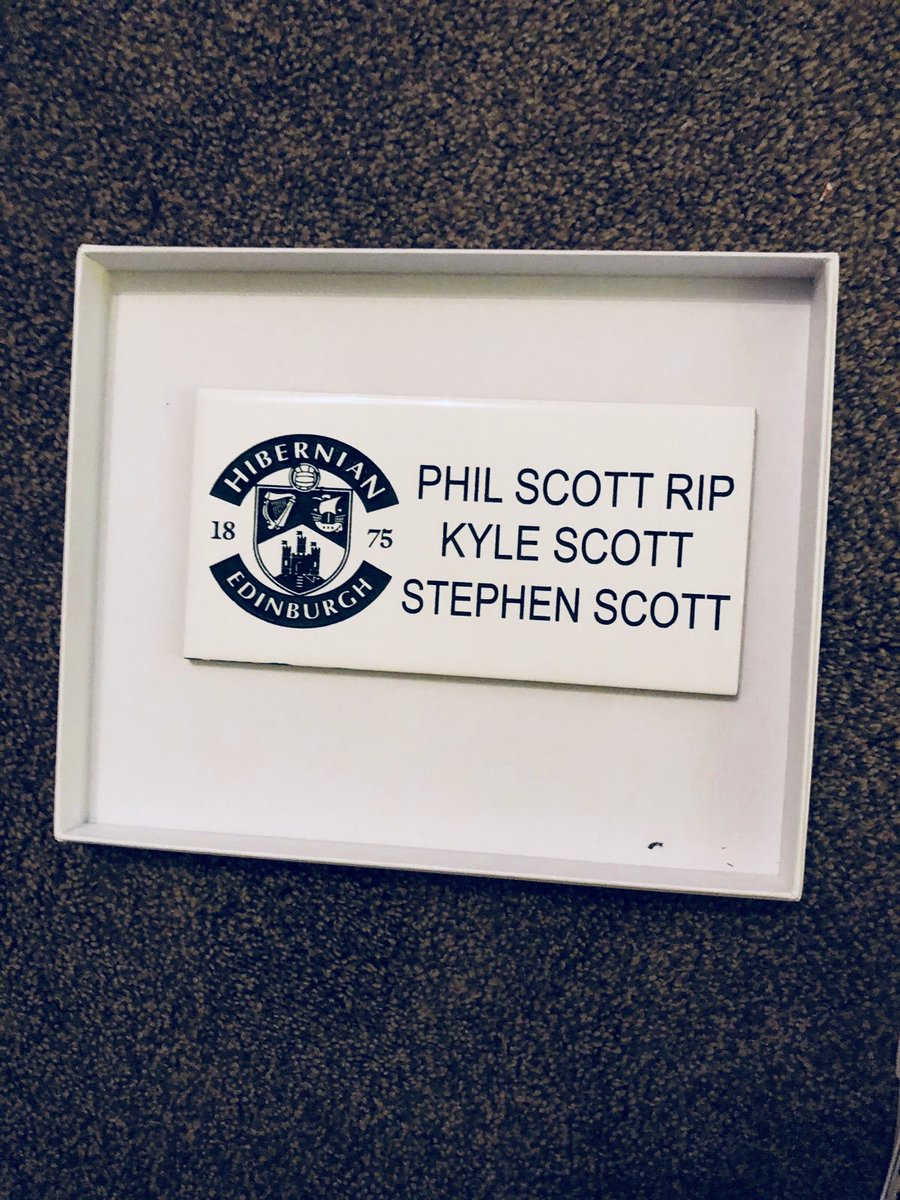 HIBERNIAN
18 75
EDINBURGH
PHIL SCOTT RIP
KYLE SCOTT
STEPHEN SCOTT